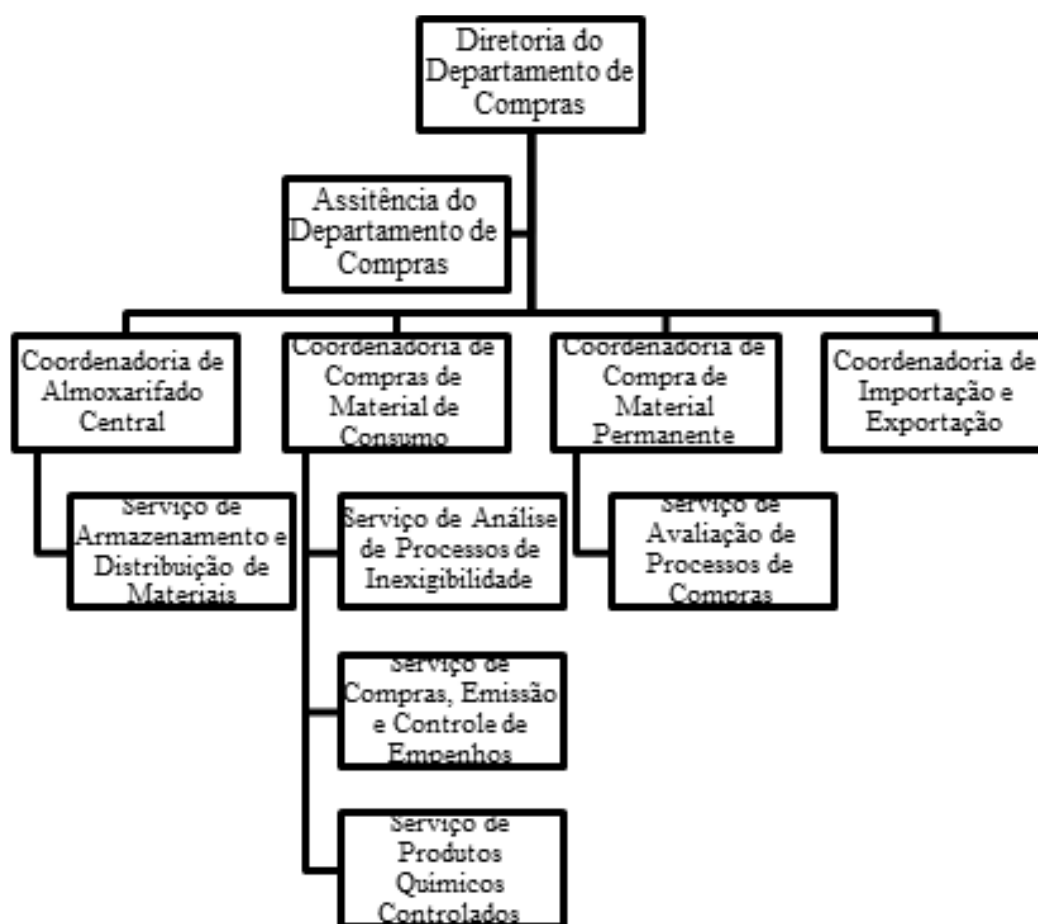 Diretoria do
Departamento de
Compras
Assitência do
Departamento de
Compras
Coordenadoria de
Almoxarifado
Central
Coordenadoria de
Compras de
Material de
Consumo
Coordenadoria de
Compra de
Material
Permanente
Coordenadoria de
Importação e
Exportação
Serviço de
Armazenamento e
Distribuição de
Materiais
Serviço de Análise
de Processos de
Inexigibilidade
Serviço de
Avaliação de
Processos de
Compras
Serviço de
Compras, Emissão
e Controle de
Empenhos
Serviço de
Produtos
Químicos
Controlados